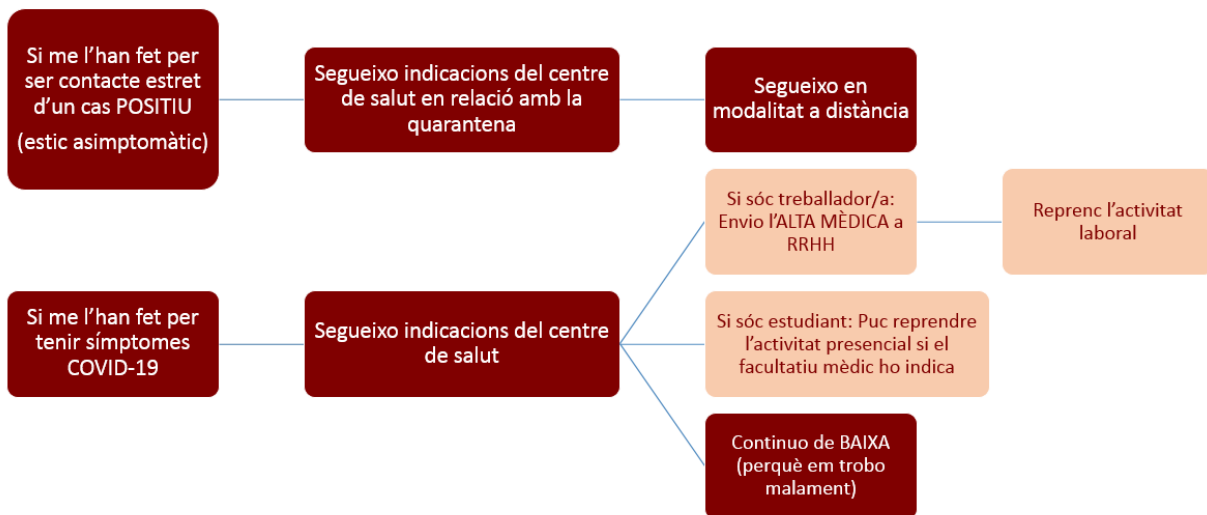 Si me l’han fet per
ser contacte estret
d’un cas POSITIU
(estic asimptomàtic)
Segueixo indicacions del centre
de salut en relació amb la
quarantena
Segueixo en
modalitat a distància
Si me l’han fet per
tenir símptomes
COVID-19
Segueixo indicacions del centre
de salut
Si sóc treballador/a:
Envio l’ALTA MÈDICA a
RRHH
Reprenc l’activitat
laboral
Si sóc estudiant: Puc reprendre
l’activitat presencial si el
facultatiu mèdic ho indica
Continuo de BAIXA
(perquè em trobo
malament)